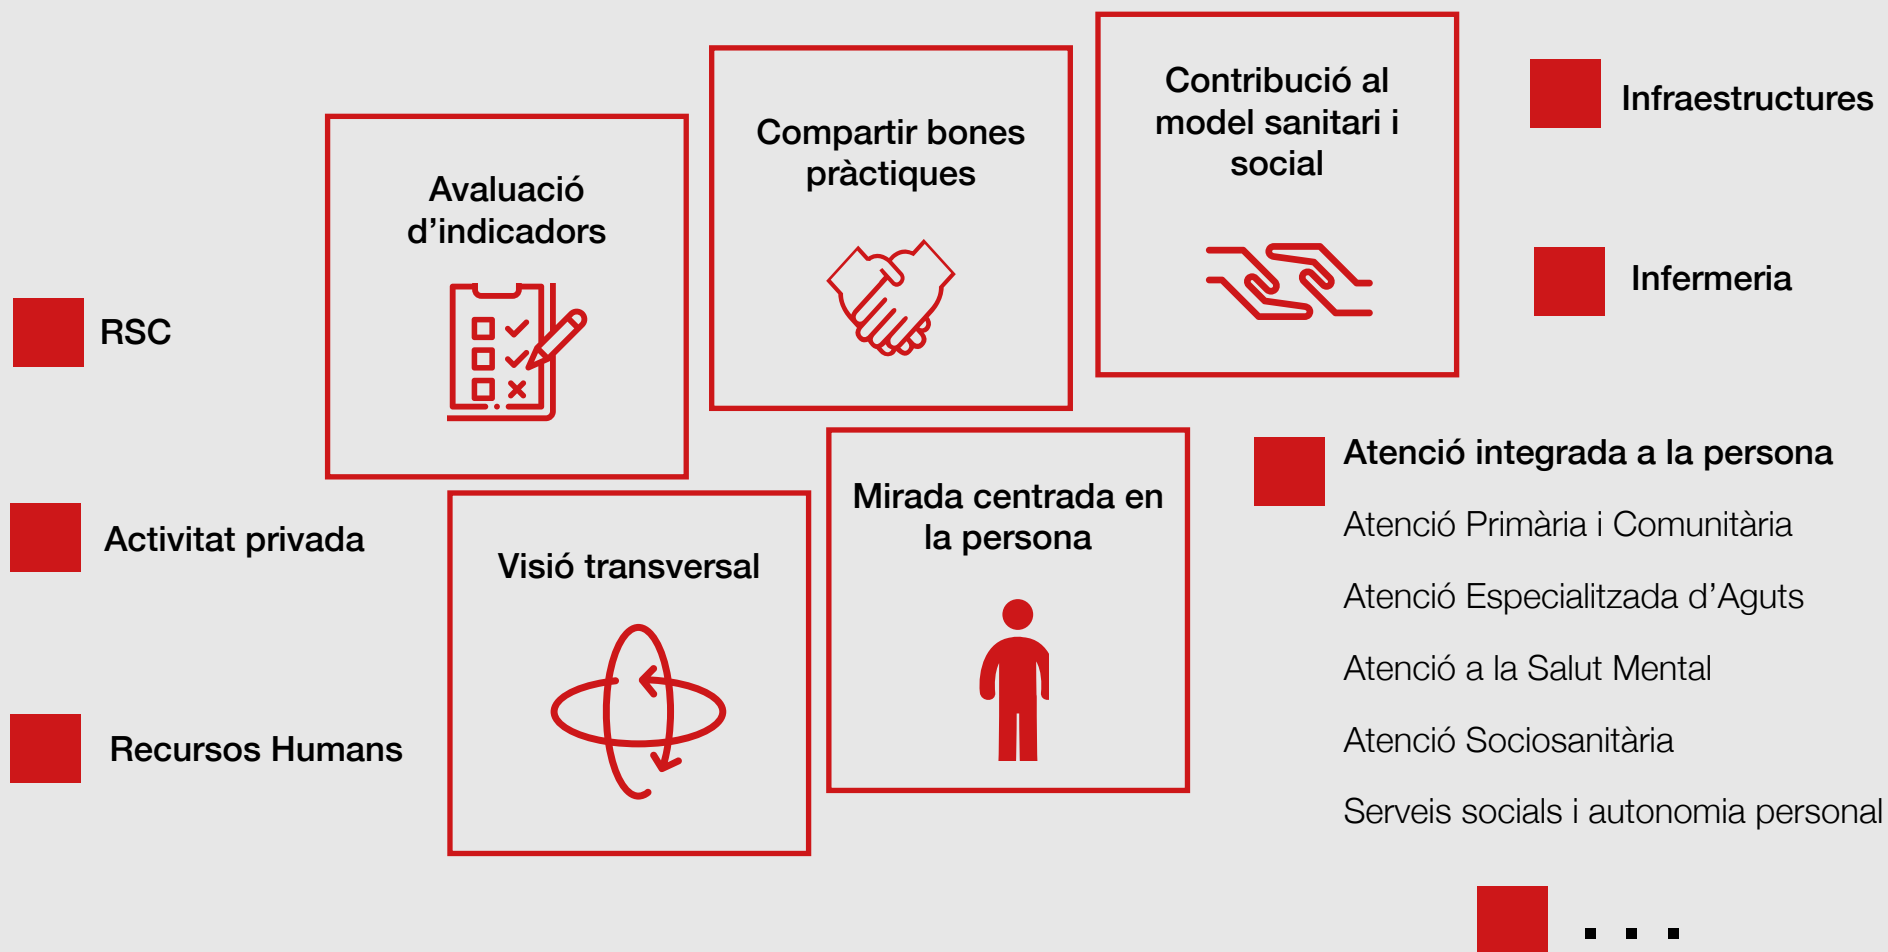 RSC
Activitat privada
Recursos Humans
Avaluació
d’indicadors
Compartir bones
pràctiques
Contribució al
model sanitari i
social
Visió transversal
Mirada centrada en
la persona
Infraestructures
Infermeria
Atenció integrada a la persona
Atenció Primària i Comunitària
Atenció Especialitzada d’Aguts
Atenció a la Salut Mental
Atenció Sociosanitària
Serveis socials i autonomia personal
. . .